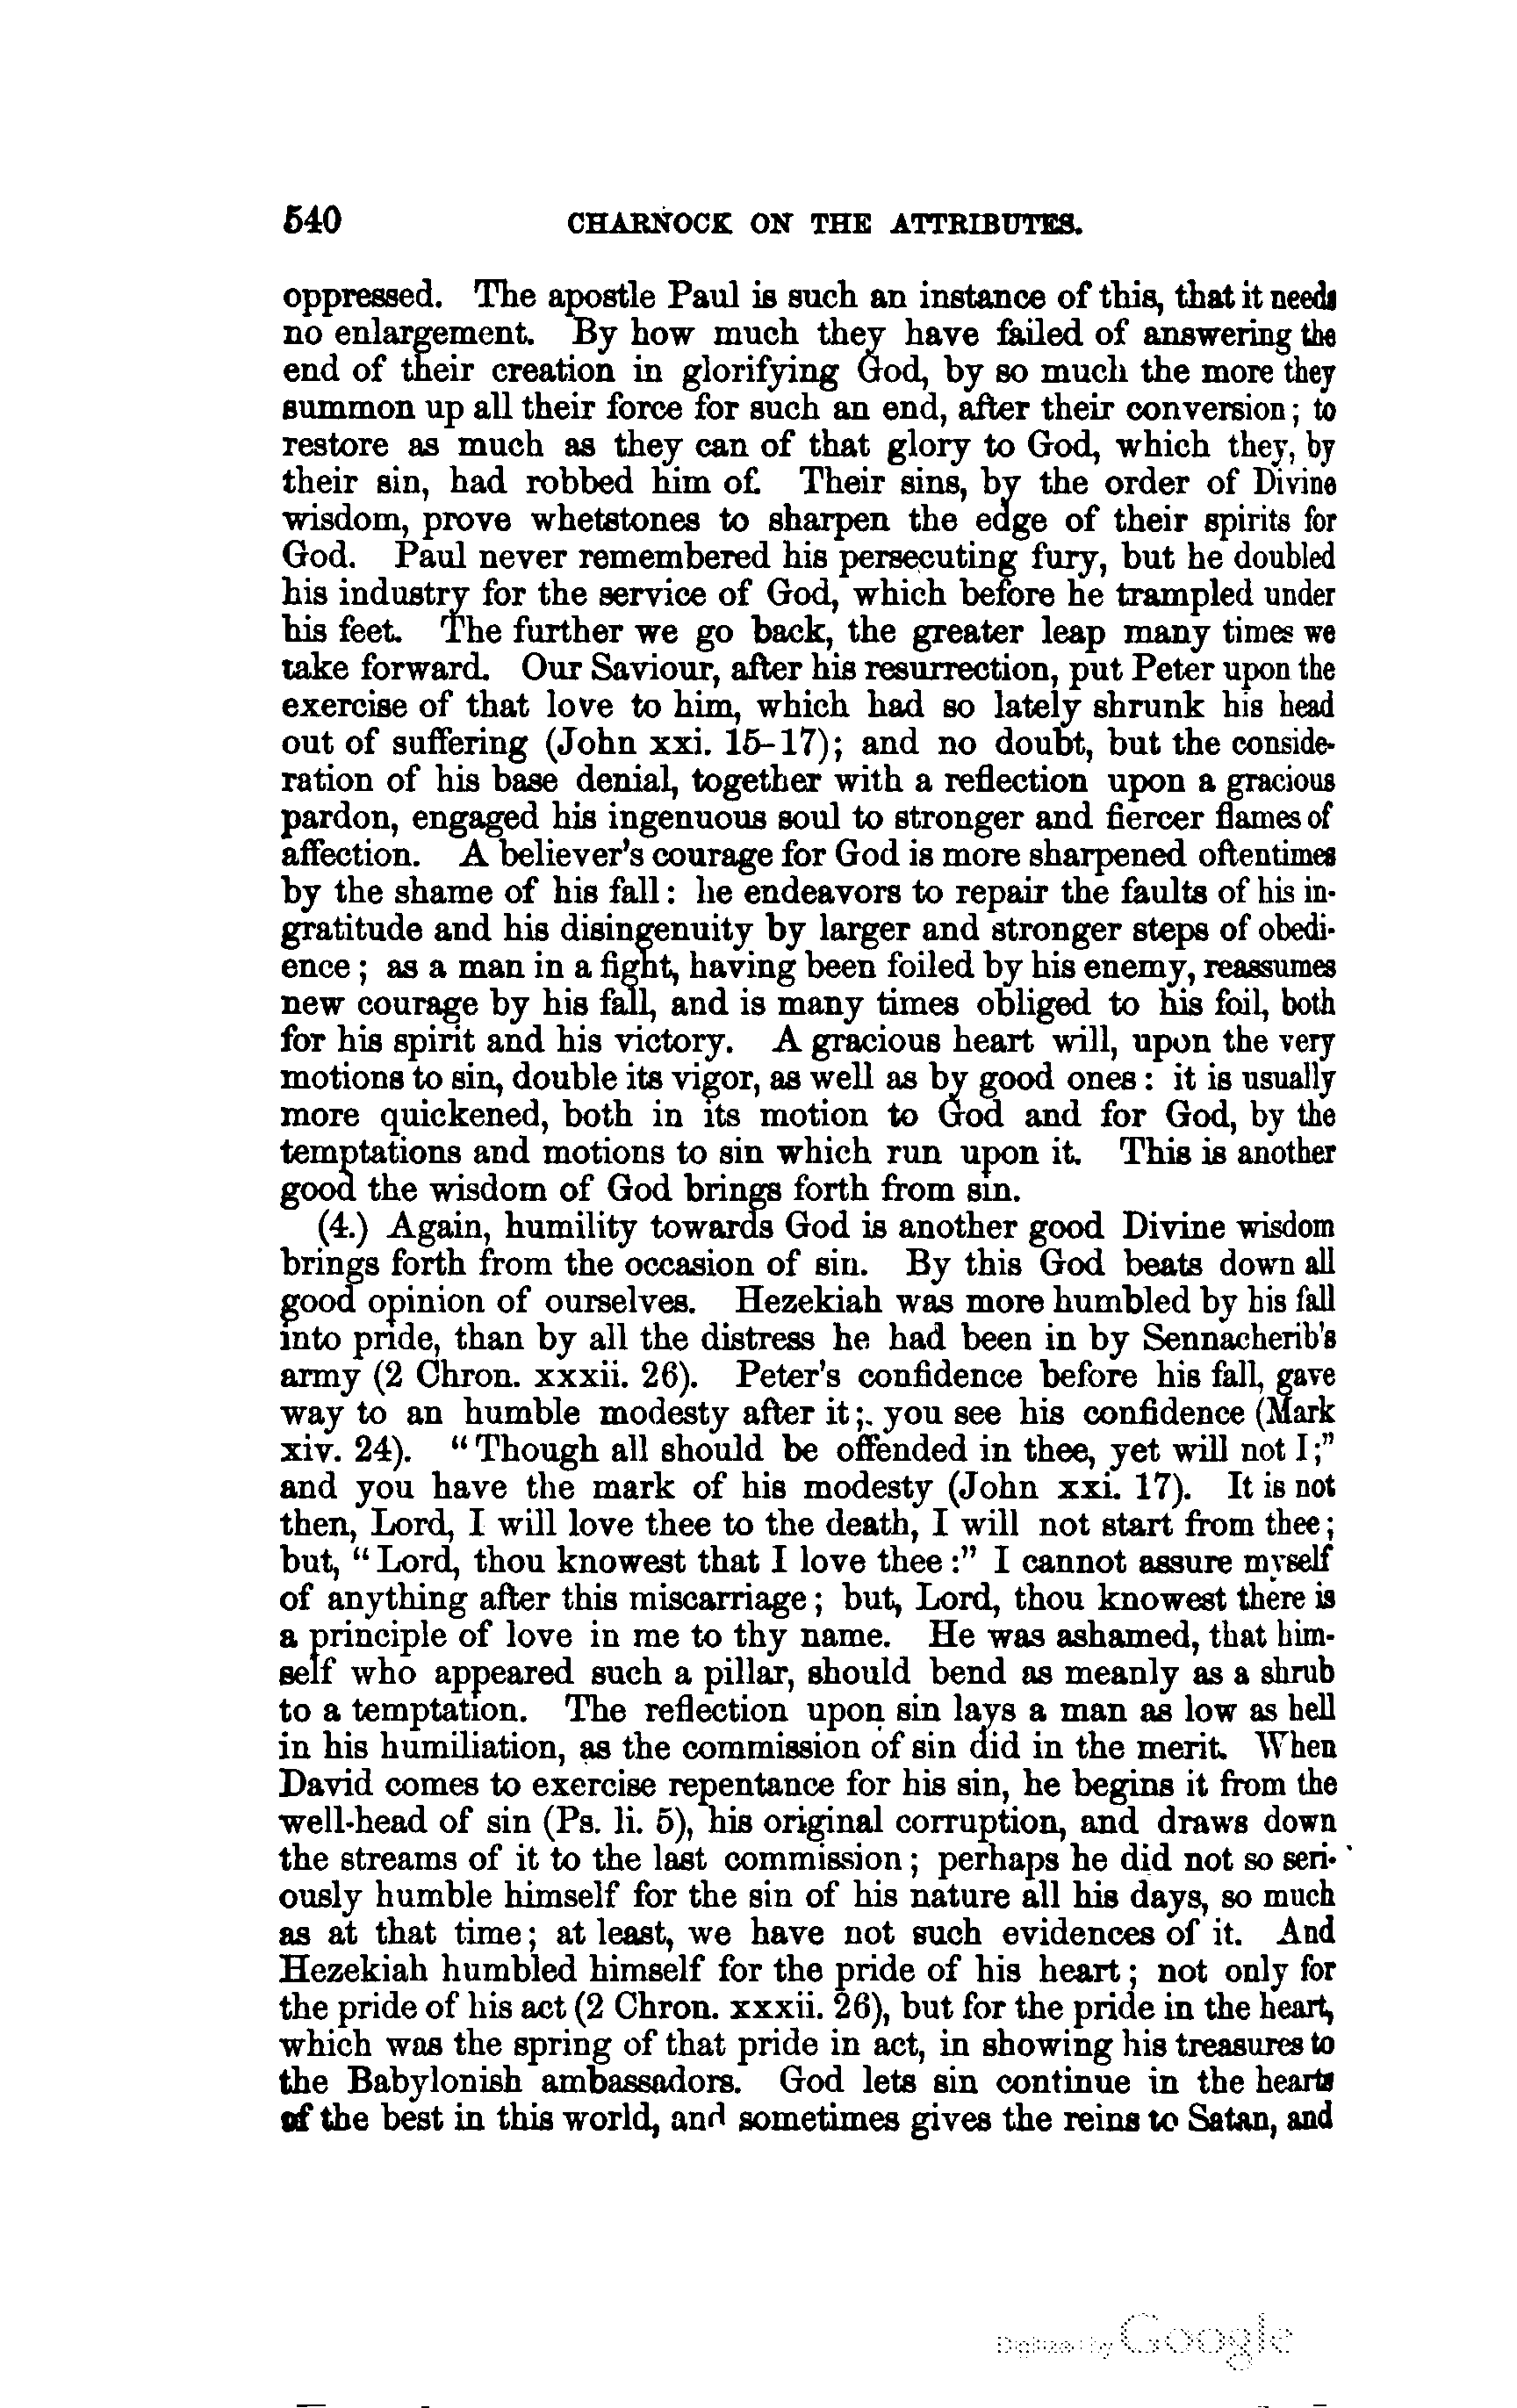 540 CHARNOCK ON THE ATTRIBUTES.
oppressed. The apostle Paul is such an instance of this, that it needs
no enlargement. By how much they have failed of answering the
end of their creation in glorifying God, by so much the more they
summon up all their force for such an end, after their conversion; to
restore as much as they can of that glory to God, which they, by
their sin, had robbed him of. Their sins, by the order of Divine
wisdom, prove whetstones to sharpen the edge of their spirits for
God. Paul never remembered his persecuting fury, but he doubled
his industry for the service of God, which before he trampled under
his feet. The further we go back, the greater leap many times we
take forward. Our Saviour, after his resurrection, put Peter upon the
exercise of that love to him, which had so lately shrunk his head
out of suffering (John xxi. 15-17); and no doubt, but the conside-
ration of his base denial, together with a reflection upon a gracious
pardon, engaged his ingenuous soul to stronger and fiercer flames of
affection. A believer's courage for God is more sharpened oftentimes
by the shame of his fall: he endeavors to repair the faults of his in-
gratitude and his disingenuity by larger and stronger steps of obedi-
ence; as a man in a fight, having been foiled by his enemy, reassumes
new courage by his fall, and is many times obliged to his foil, both
for his spirit and his victory. A gracious heart will, upon the very
motions to sin, double its vigor, as well as by good ones: it is usually
more quickened, both in its motion to God and for God, by the
temptations and motions to sin which run upon it. This is another
good the wisdom of God brings forth from sin.
(4.) Again, humility towards God is another good Divine wisdom
brings forth from the occasion of sin. By this God beats down all
good opinion of ourselves. Hezekiah was more humbled by his fall
into pride, than by all the distress he had been in by Sennacherib's
army (2 Chron. xxxii. 26). Peter's confidence before his fall, gave
way to an humble modesty after it; you see his confidence (Mark
xiv. 24). "Though all should be offended in thee, yet will not I;"
and you have the mark of his modesty (John xxi. 17). It is not
then, Lord, I will love thee to the death, I will not start from thee;
but, "Lord, thou knowest that I love thee:" I cannot assure myself
of anything after this miscarriage; but, Lord, thou knowest there is
a principle of love in me to thy name. He was ashamed, that him-
self who appeared such a pillar, should bend as meanly as a shrub
to a temptation. The reflection upon sin lays a man as low as hell
in his humiliation, as the commission of sin did in the merit. When
David comes to exercise repentance for his sin, he begins it from the
well-head of sin (Ps. li. 5), his original corruption, and draws down
the streams of it to the last commission; perhaps he did not so seri-
ously humble himself for the sin of his nature all his days, so much
as at that time; at least, we have not such evidences of it. And
Hezekiah humbled himself for the pride of his heart; not only for
the pride of his act (2 Chron. xxxii. 26), but for the pride in the heart,
which was the spring of that pride in act, in showing his treasures to
the Babylonish ambassadors. God lets sin continue in the hearts
of the best in this world, and sometimes gives the reins to Satan, and
Digitized by Google